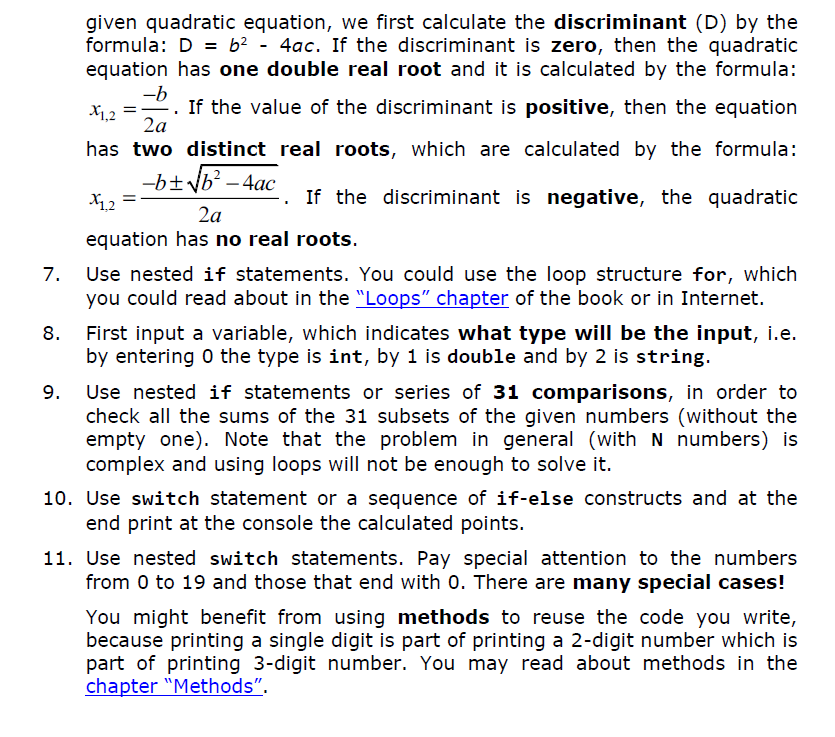 given quadratic equation, we first calculate the discriminant (D) by the
formula: D = b² - 4ac. If the discriminant is zero, then the quadratic
equation has one double real root and it is calculated by the formula:
x₁,₂ = −b / 2a . If the value of the discriminant is positive, then the equation
has two distinct real roots, which are calculated by the formula:
x₁,₂ = −b ± √b² − 4ac / 2a . If the discriminant is negative, the quadratic
equation has no real roots.
7. Use nested if statements. You could use the loop structure for, which
you could read about in the "Loops" chapter of the book or in Internet.
8. First input a variable, which indicates what type will be the input, i.e.
by entering 0 the type is int, by 1 is double and by 2 is string.
9. Use nested if statements or series of 31 comparisons, in order to
check all the sums of the 31 subsets of the given numbers (without the
empty one). Note that the problem in general (with N numbers) is
complex and using loops will not be enough to solve it.
10. Use switch statement or a sequence of if-else constructs and at the
end print at the console the calculated points.
11. Use nested switch statements. Pay special attention to the numbers
from 0 to 19 and those that end with 0. There are many special cases!
You might benefit from using methods to reuse the code you write,
because printing a single digit is part of printing a 2-digit number which is
part of printing 3-digit number. You may read about methods in the
chapter "Methods".